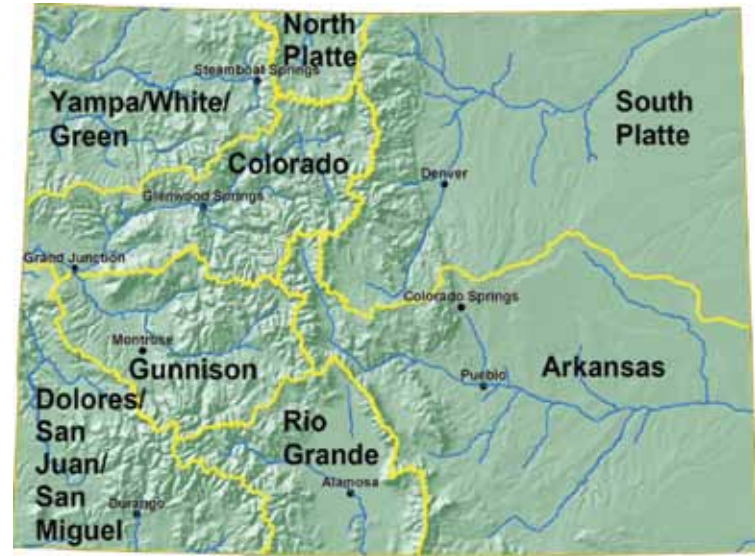 North
Platte
Steamboat Springs
Yampa/White/
Green
South
Platte
Colorado
Denver
Glenwood Springs
Grand Junction
Colorado Springs
Montrose
Gunnison
Pueblo
Arkansas
Dolores/
San
Juan/
San
Miguel
Rio
Grande
Alamosa
Durango